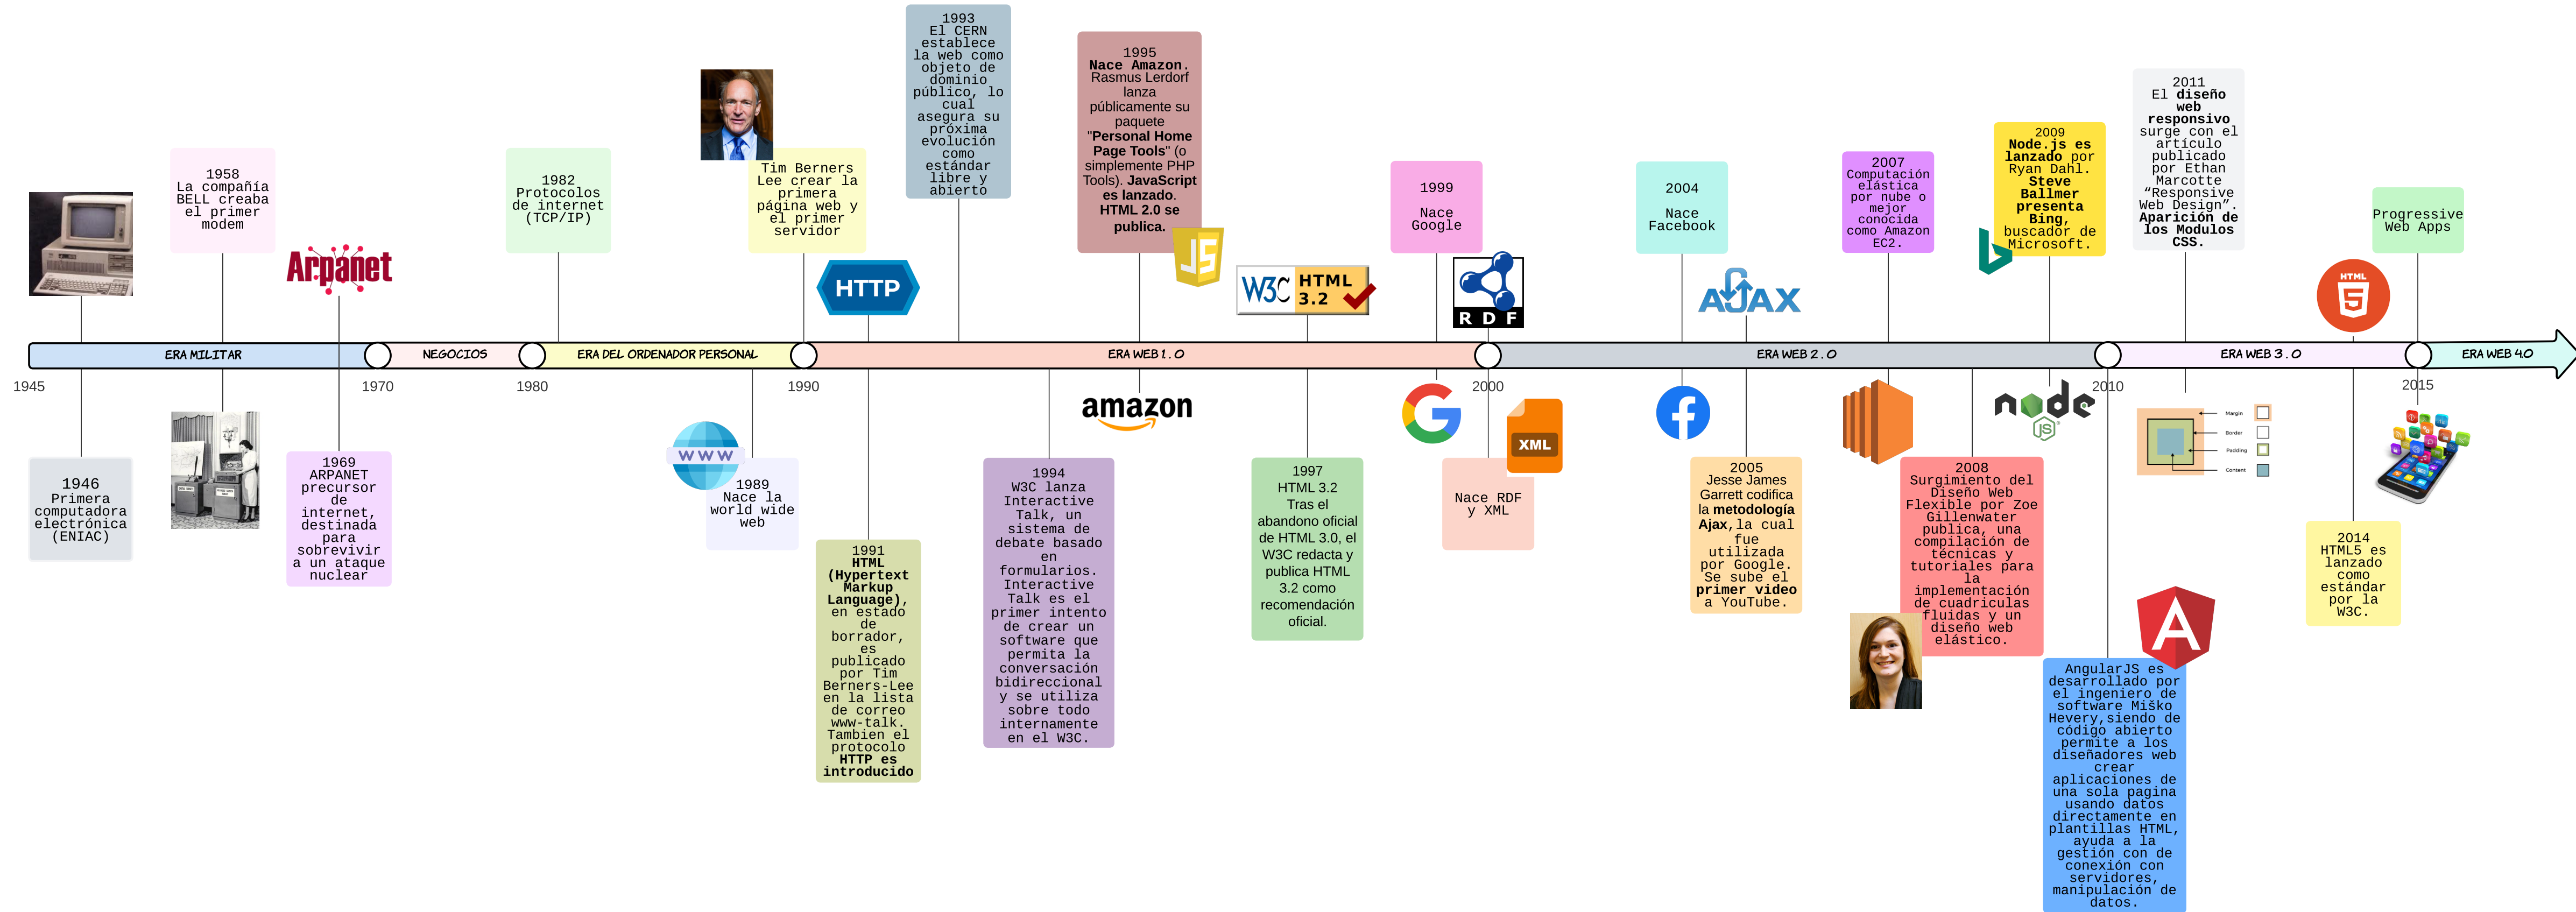 1993
El CERN
establece
la web como
objeto de
dominio
público, lo
cual
asegura su
próxima
evolución
como
estándar
libre y
abierto
1995
Nace Amazon.
Rasmus Lerdorf
lanza
públicamente su
paquete
"Personal Home
Page Tools" (o
simplemente PHP
Tools). JavaScript
es lanzado.
HTML 2.0 se
publica.
2011
El diseño
web
responsivo
surge con el
artículo
publicado
por Ethan
Marcotte
“Responsive
Web Design”.
Aparición de
los Modulos
CSS.
2009
Node.js es
lanzado por
Ryan Dahl.
Steve
Ballmer
presenta
Bing,
buscador de
Microsoft.
1958
La compañía
BELL creaba
el primer
modem
1982
Protocolos
de internet
(TCP/IP)
Tim Berners
Lee crear la
primera
página web y
el primer
servidor
1999
Nace
Google
2004
Nace
Facebook
2007
Computación
elástica
por nube o
mejor
conocida
como Amazon
EC2.
Progressive
Web Apps
Arpanet
HTTP
JS
W3C HTML
3.2
RDF
AJAX
HTML
5
ERA MILITAR
NEGOCIOS
ERA DEL ORDENADOR PERSONAL
ERA WEB 1.0
ERA WEB 2.0
ERA WEB 3.0
ERA WEB 4.0
1945
1970
1980
1990
2000
2010
2015
amazon
XML
node
JS
Margin
Border
Padding
Content
WWW
1946
Primera
computadora
electrónica
(ENIAC)
1969
ARPANET
precursor
de
internet,
destinada
para
sobrevivir
a un ataque
nuclear
1989
Nace la
world wide
web
1991
HTML
(Hypertext
Markup
Language),
en estado
de
borrador,
es
publicado
por Tim
Berners-Lee
en la lista
de correo
www-talk.
Tambien el
protocolo
HTTP es
introducido
1994
W3C lanza
Interactive
Talk, un
sistema de
debate basado
en
formularios.
Interactive
Talk es el
primer intento
de crear un
software que
permita la
conversación
bidireccional
y se utiliza
sobre todo
internamente
en el W3C.
1997
HTML 3.2
Tras el
abandono oficial
de HTML 3.0, el
W3C redacta y
publica HTML
3.2 como
recomendación
oficial.
Nace RDF
y XML
2005
Jesse James
Garrett codifica
la metodología
Ajax,la cual
fue
utilizada
por Google.
Se sube el
primer video
a YouTube.
2008
Surgimiento del
Diseño Web
Flexible por Zoe
Gillenwater
publica, una
compilación de
técnicas y
tutoriales para
la
implementación
de cuadriculas
fluidas y un
diseño web
elástico.
2014
HTML5 es
lanzado
como
estándar
por la
W3C.
A
AngularJS es
desarrollado por
el ingeniero de
software Miško
Hevery,siendo de
código abierto
permite a los
diseñadores web
crear
aplicaciones de
una sola pagina
usando datos
directamente en
plantillas HTML,
ayuda a la
gestión con de
conexión con
servidores,
manipulación de
datos.